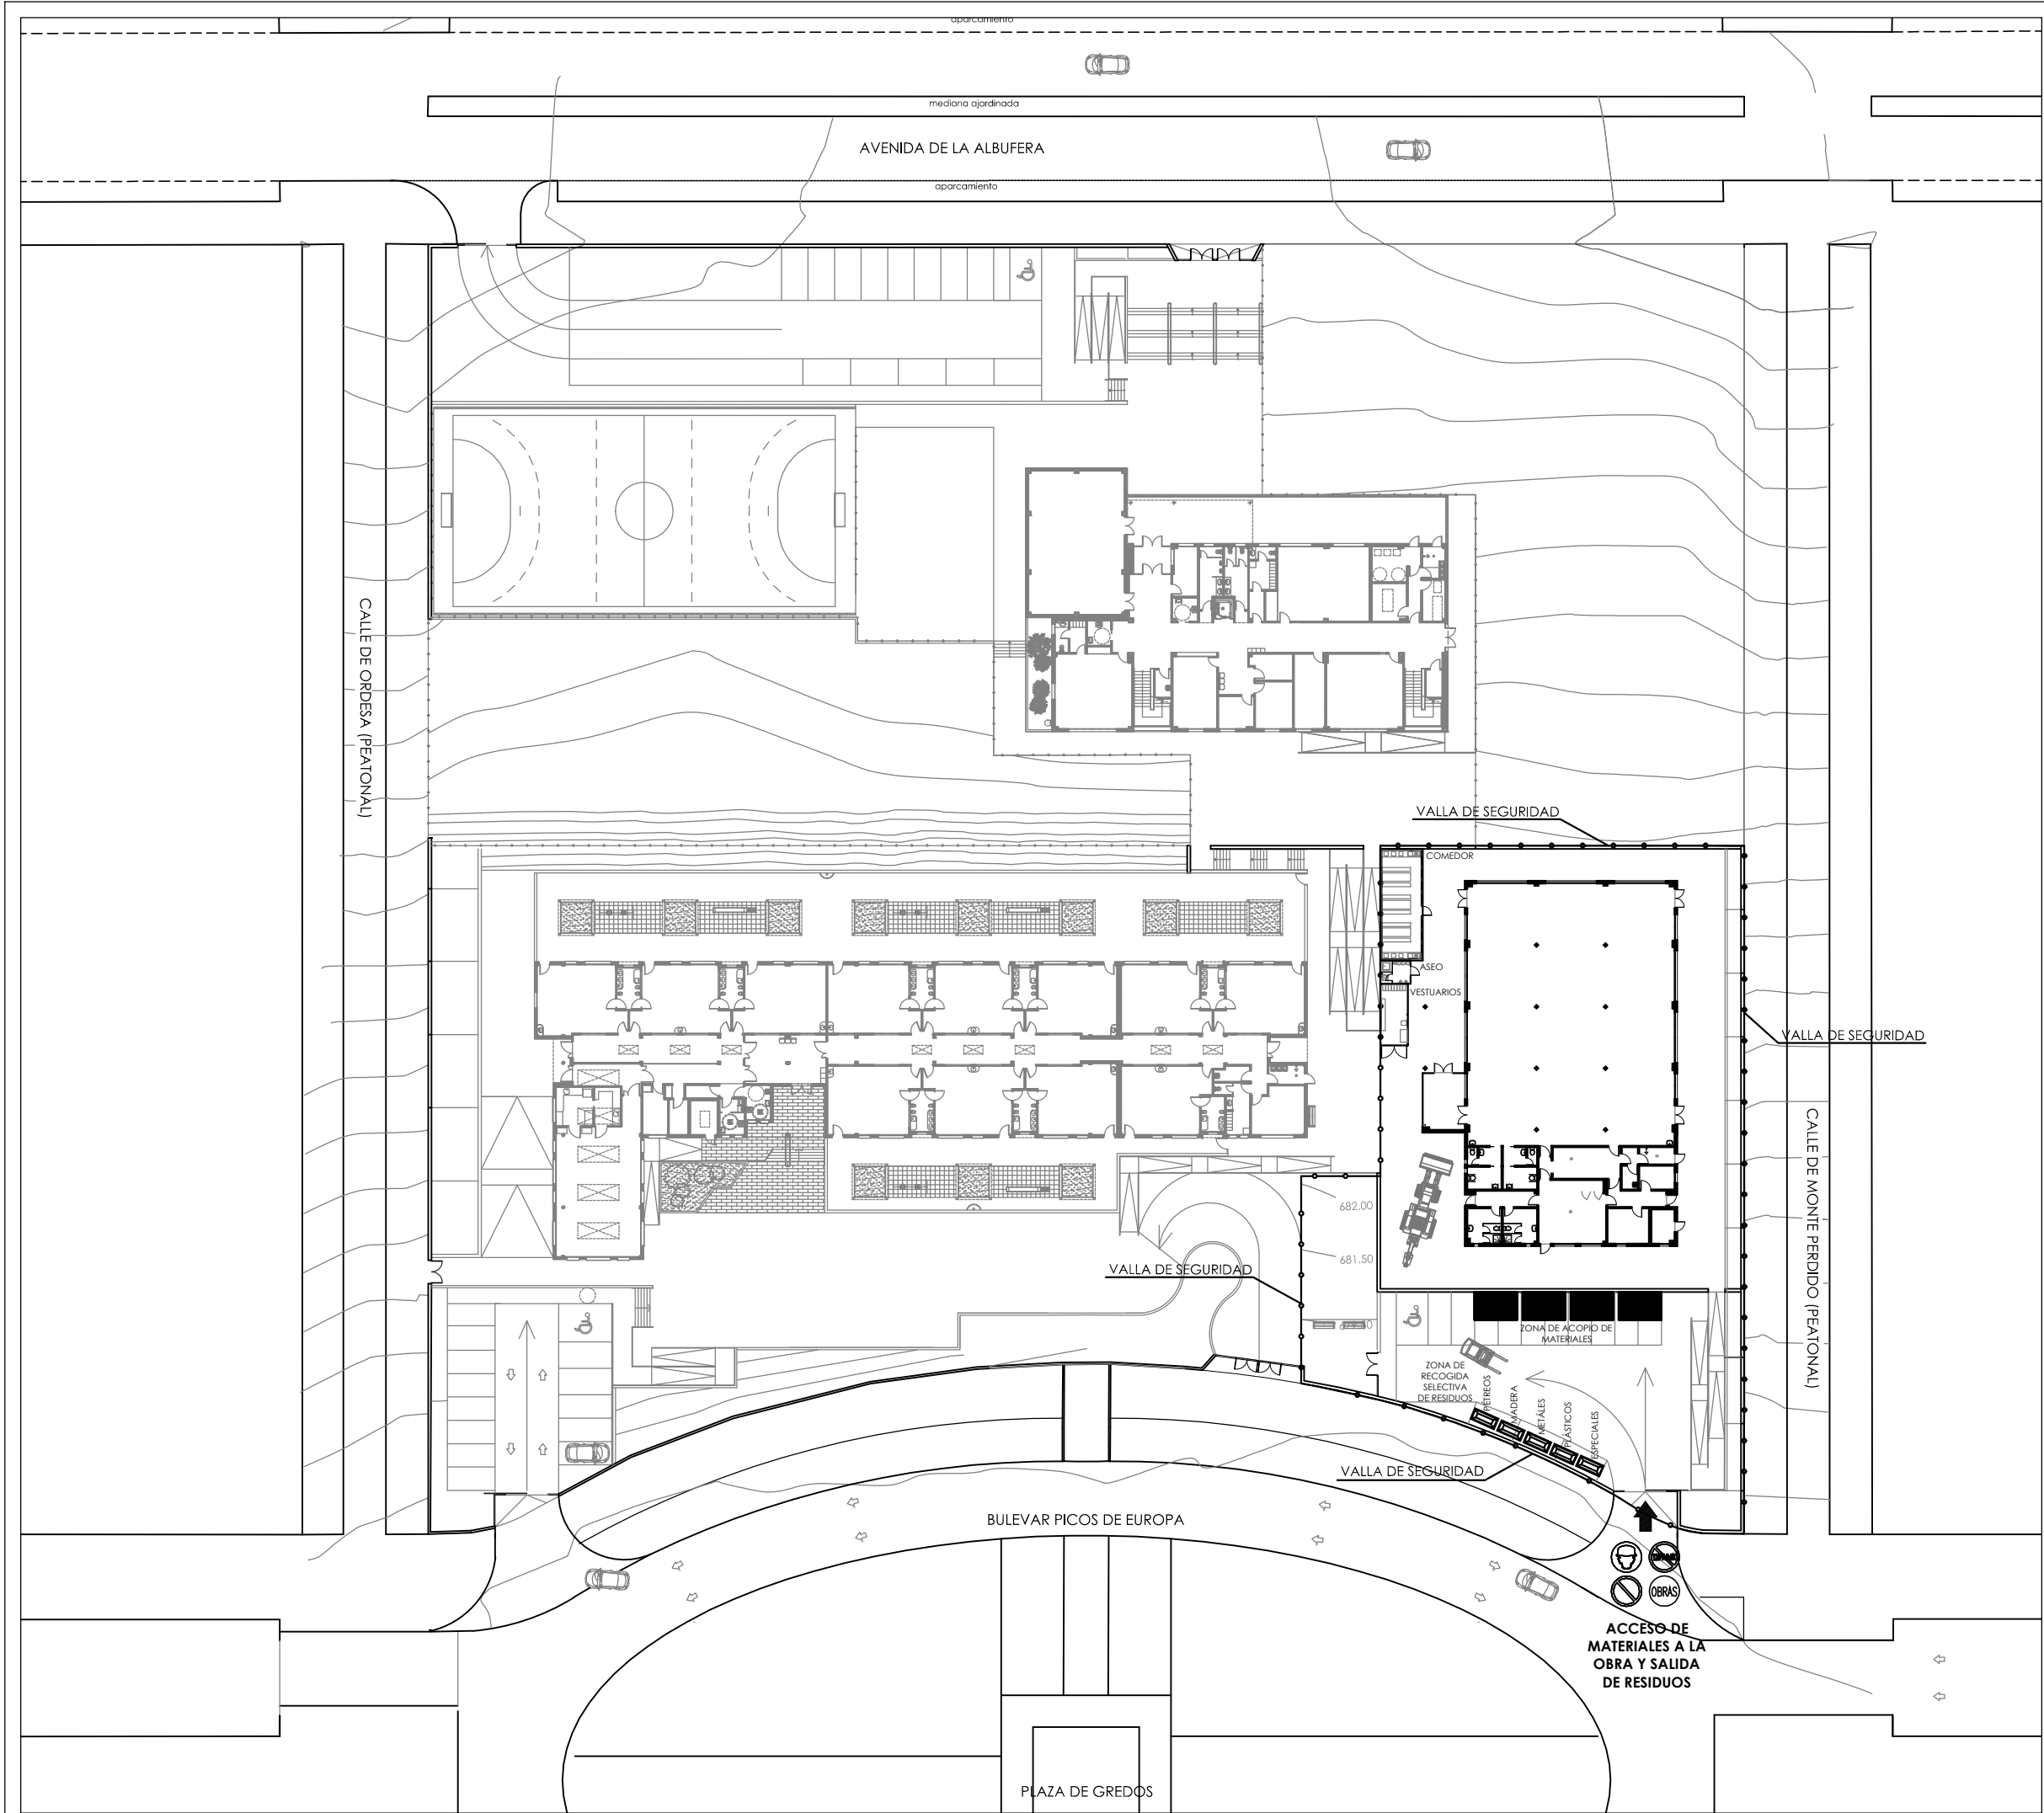 aparcamiento
mediana ajardinada
AVENIDA DE LA ALBUFERA
aparcamiento
CALLE DE ORDESA (PEATONAL)
VALLA DE SEGURIDAD
COMEDOR
ASEO
VESTUARIOS
VALLA DE SEGURIDAD
CALLE DE MONTE PERDIDO (PEATONAL)
682.00
681.50
VALLA DE SEGURIDAD
ZONA DE ACOPIO DE
MATERIALES
ZONA DE
RECOGIDA
SELECTIVA
DE RESIDUOS
PÉTREOS
MADERA
METÁLES
PLÁSTICOS
ESPECIALES
VALLA DE SEGURIDAD
BULEVAR PICOS DE EUROPA
OBRAS
ACCESO DE
MATERIALES A LA
OBRA Y SALIDA
DE RESIDUOS
PLAZA DE GREDOS